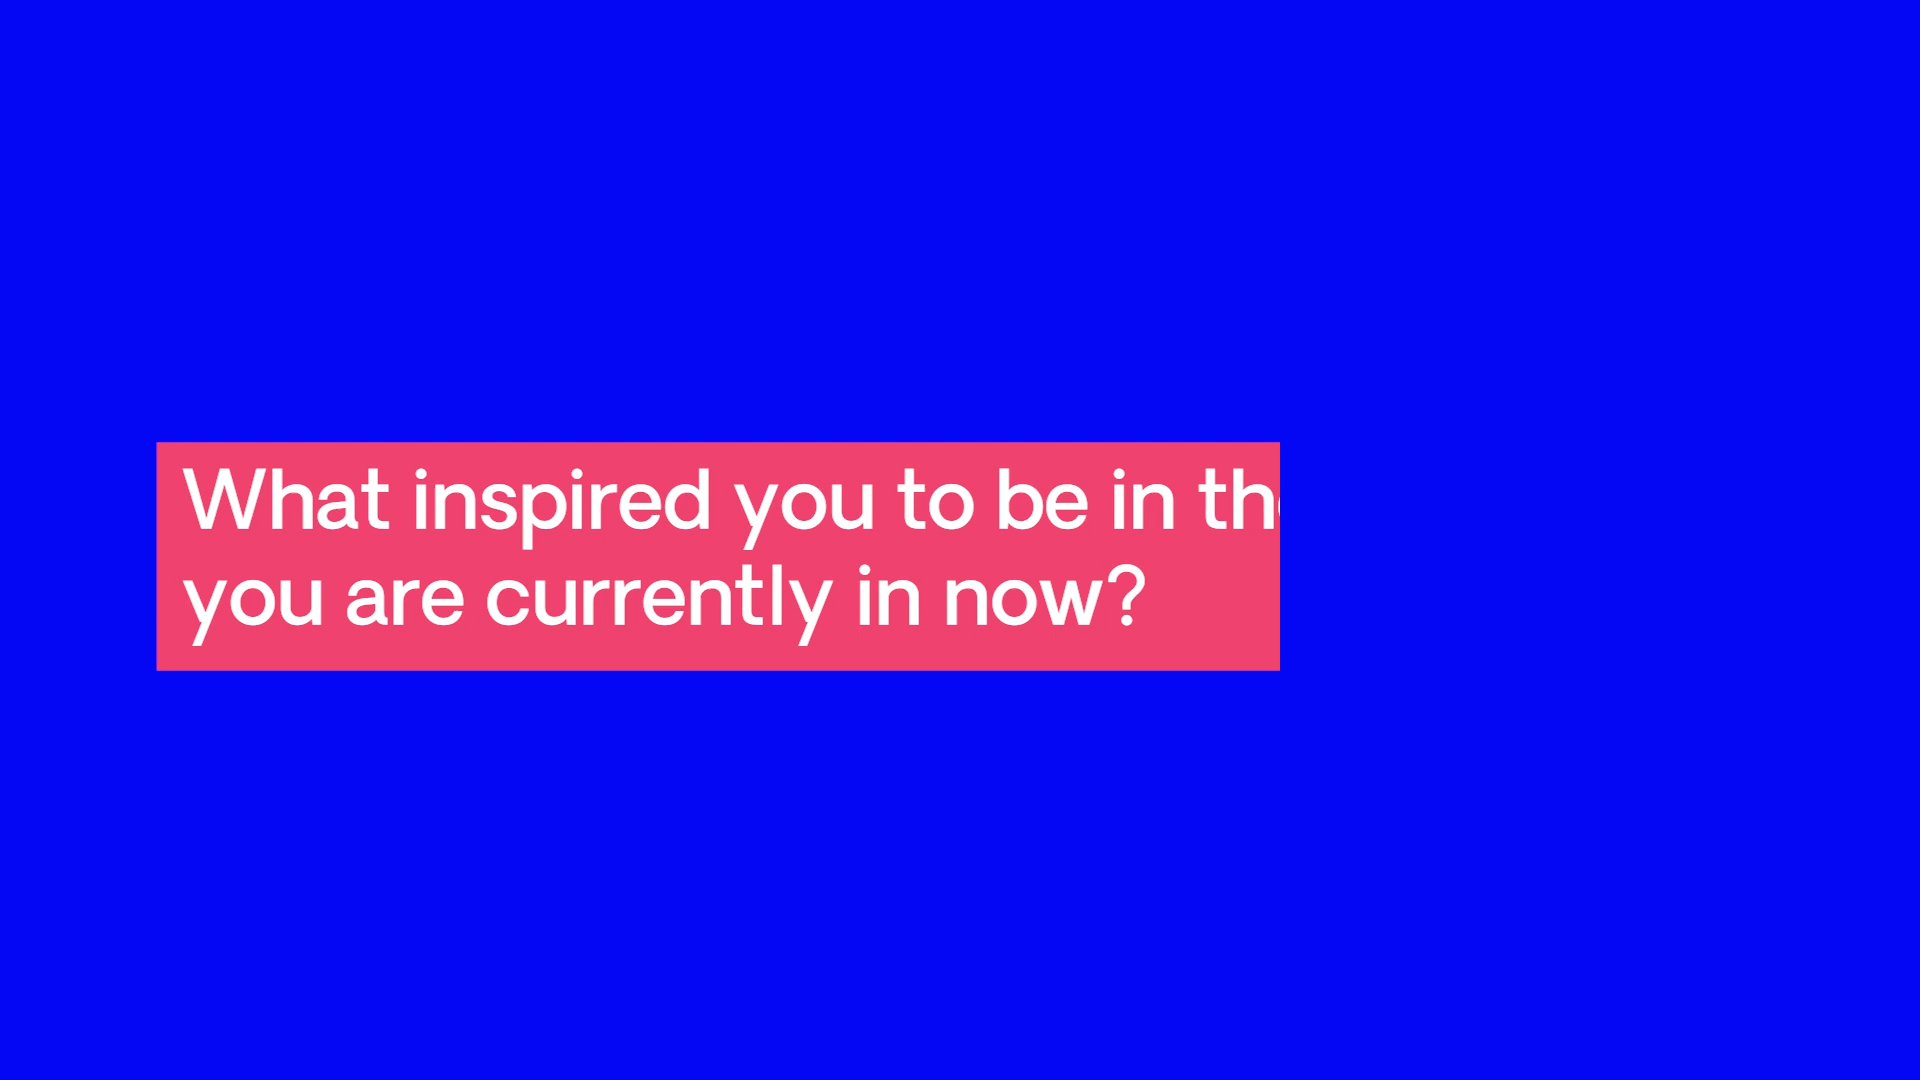 What inspired you to be in th
you are currently in now?